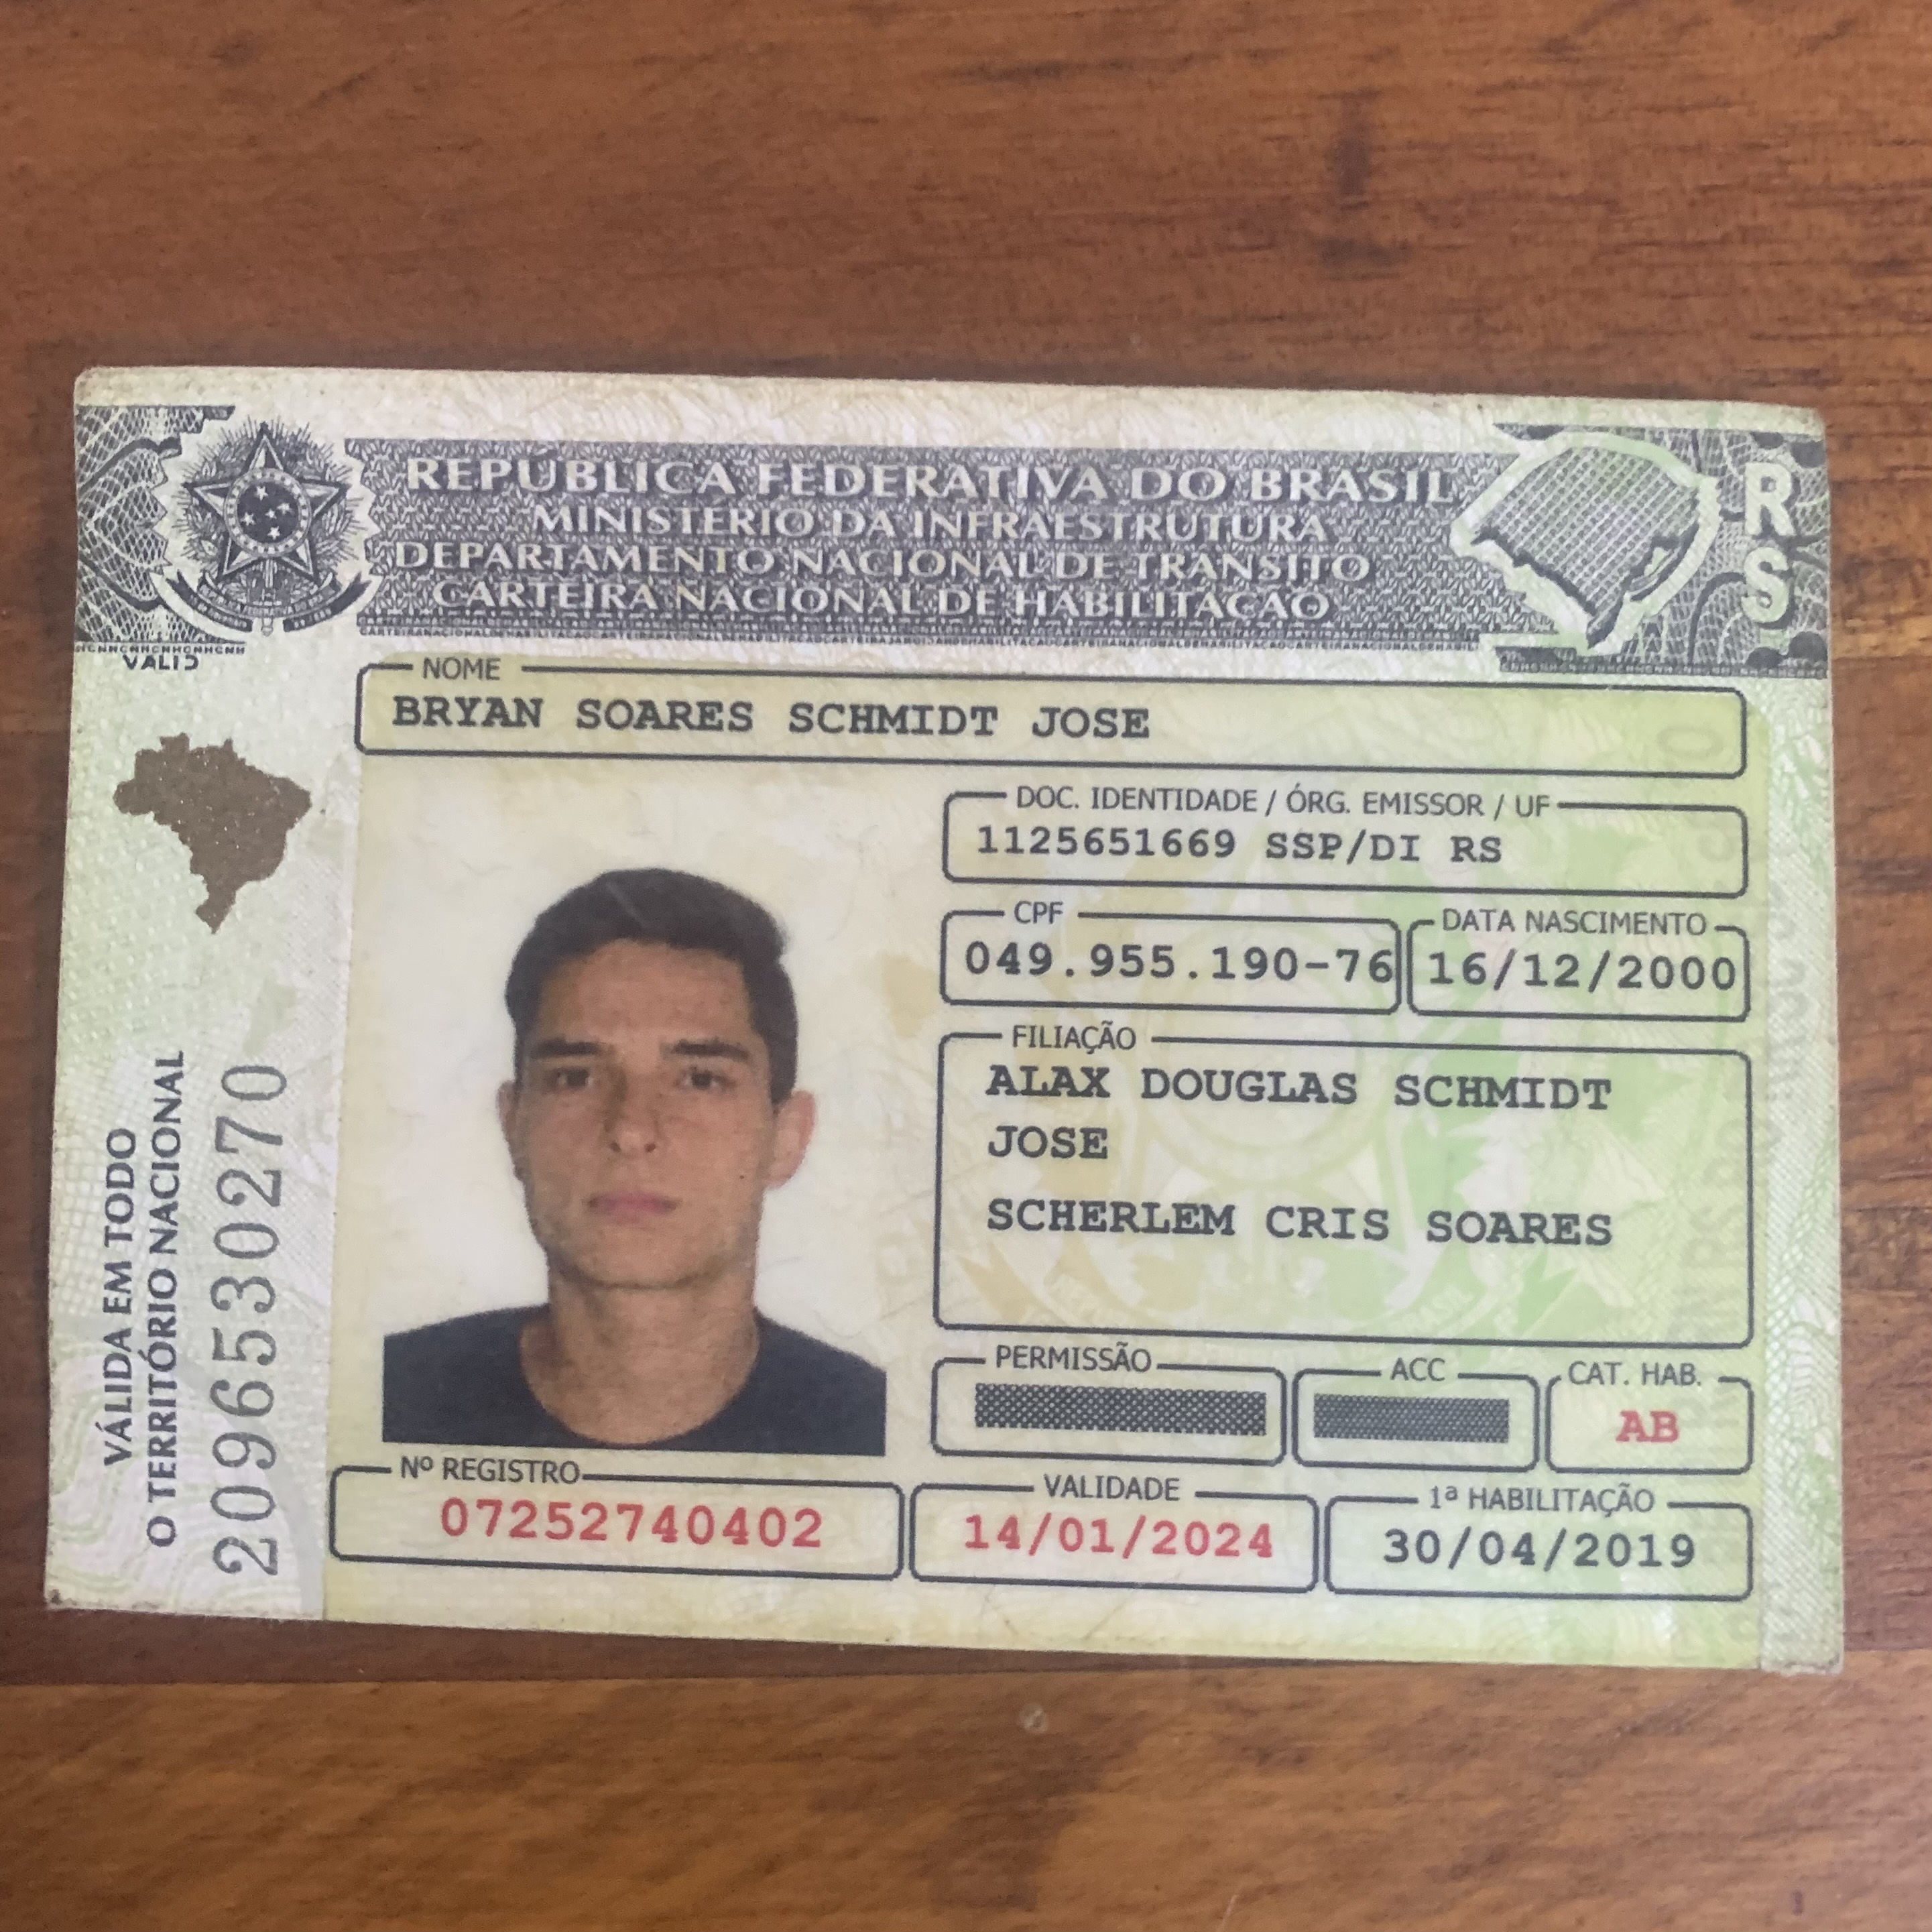 REPÚBLICA FEDERATIVA DO BRASIL
MINISTÉRIO DA INFRAESTRUTURA
DEPARTAMENTO NACIONAL DE TRÂNSITO
CARTEIRA NACIONAL DE HABILITAÇÃO
RS
VALID
NOME
BRYAN SOARES SCHMIDT JOSE
DOC. IDENTIDADE / ÓRG. EMISSOR / UF
1125651669 SSP/DI RS
CPF
049.955.190-76
DATA NASCIMENTO
16/12/2000
FILIAÇÃO
ALAX DOUGLAS SCHMIDT
JOSE
SCHERLEM CRIS SOARES
PERMISSÃO
ACC
CAT. HAB.
AB
Nº REGISTRO
07252740402
VALIDADE
14/01/2024
1ª HABILITAÇÃO
30/04/2019
VÁLIDA EM TODO
O TERRITÓRIO NACIONAL
2096530270